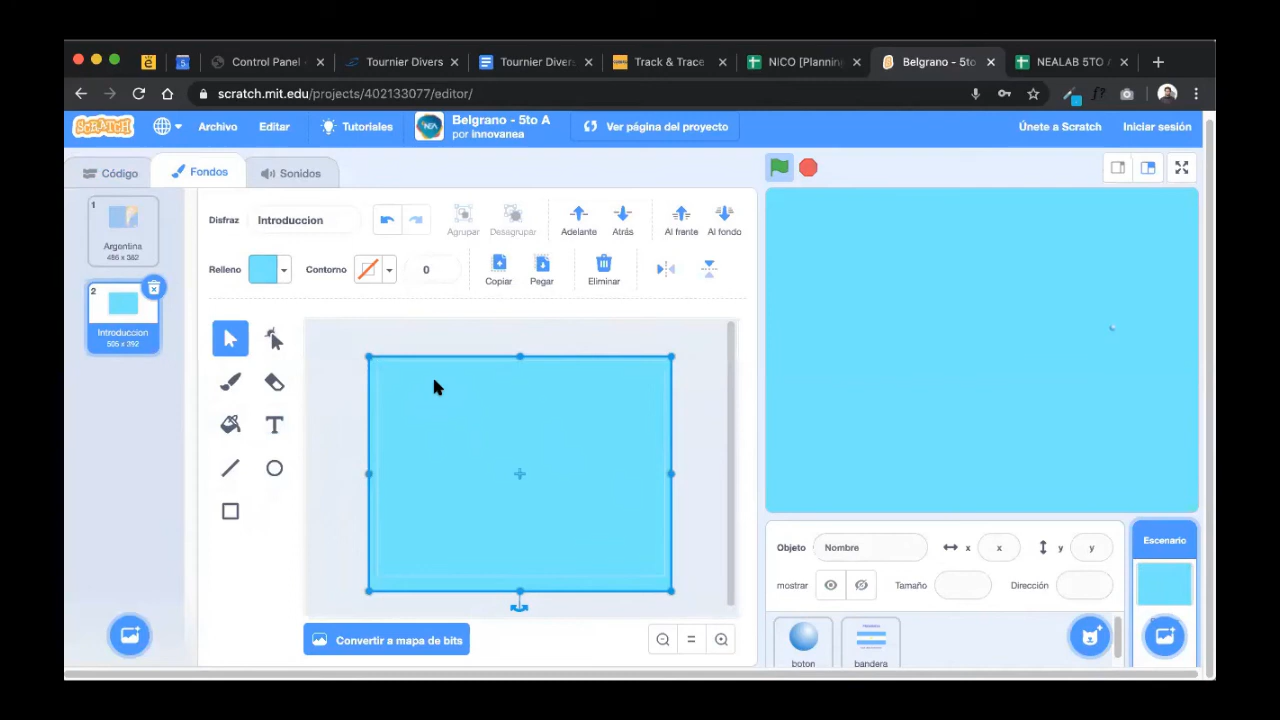 Control Panel
Tournier Divers
Tournier Divers
Track & Trace
NICO [Planning
Belgrano - 5to
NEALAB 5TO
scratch.mit.edu/projects/402133077/editor/
SCRATCH
Archivo
Editar
Tutoriales
Belgrano - 5to A
por innovanea
Ver página del proyecto
Únete a Scratch
Iniciar sesión
Código
Fondos
Sonidos
1
Argentina
486 x 382
2
Introduccion
505 x 392
Disfraz
Introduccion
Agrupar
Desagrupar
Adelante
Atrás
Al frente
Al fondo
Relleno
Contorno
0
Copiar
Pegar
Eliminar
T
Convertir a mapa de bits
Objeto
Nombre
x
x
y
y
mostrar
Tamaño
Dirección
Escenario
boton
bandera